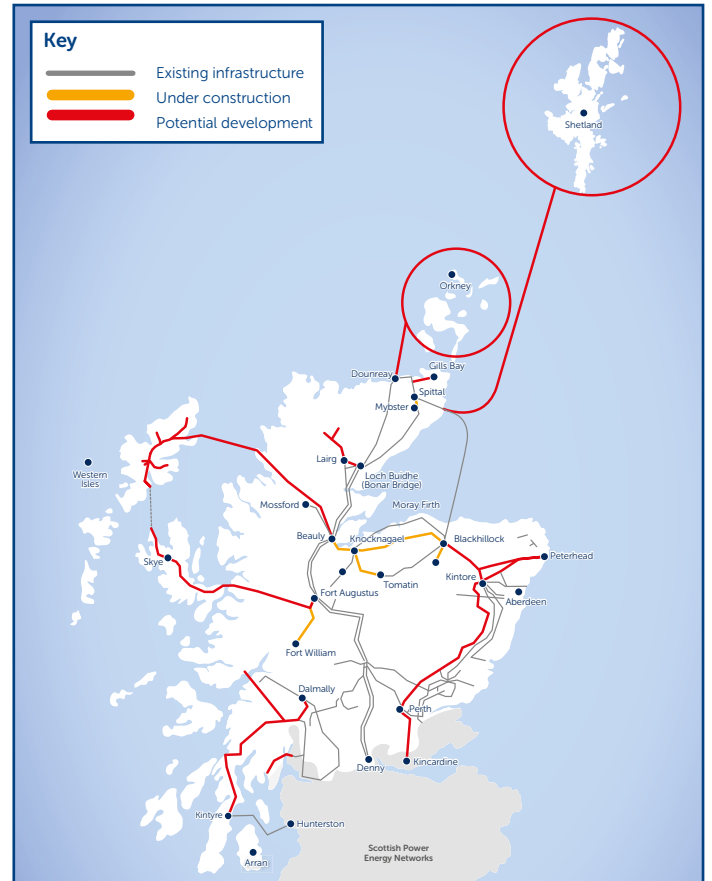 Key
Existing infrastructure
Under construction
Potential development
Shetland
Orkney
Dounreay
Gills Bay
Spittal
Mybster
Lairg
Loch Buidhe
(Bonar Bridge)
Western
Isles
Mossford
Moray Firth
Beauly
Knocknagael
Blackhillock
Peterhead
Skye
Tomatin
Kintore
Fort Augustus
Aberdeen
Fort William
Dalmally
Perth
Denny
Kincardine
Kintyre
Hunterston
Arran
Scottish Power
Energy Networks